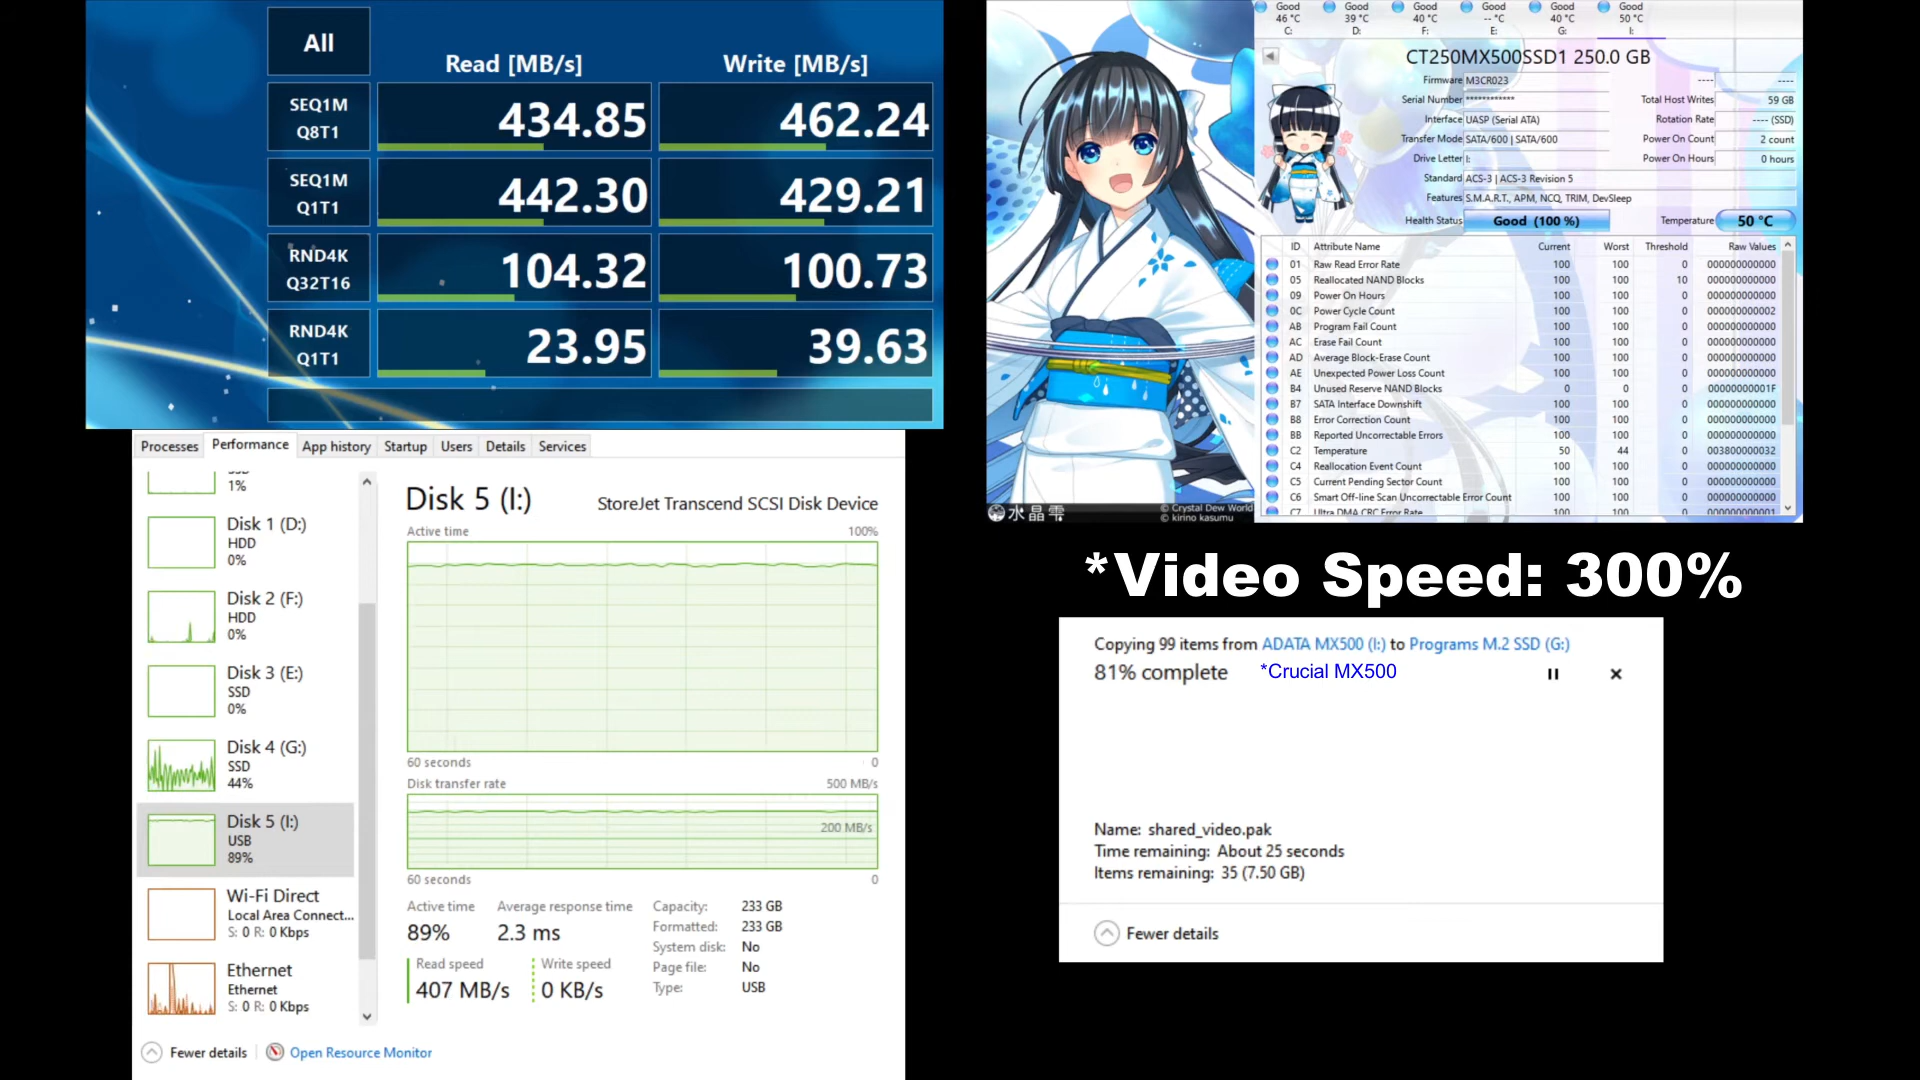 All
Read [MB/s]
Write [MB/s]
SEQ1M
Q8T1
434.85
462.24
SEQ1M
Q1T1
442.30
429.21
RND4K
Q32T16
104.32
100.73
RND4K
Q1T1
23.95
39.63
Good Good Good Good Good Good
46 °C 39 °C 40 °C -- °C 40 °C 50 °C
C: D: F: E: G: I:
CT250MX500SSD1 250.0 GB
Firmware M3CR023 ---- ----
Serial Number ************ Total Host Writes 59 GB
Interface UASP (Serial ATA) Rotation Rate ---- (SSD)
Transfer Mode SATA/600 | SATA/600 Power On Count 2 count
Drive Letter I: Power On Hours 0 hours
Standard ACS-3 | ACS-3 Revision 5
Features S.M.A.R.T., APM, NCQ, TRIM, DevSleep
Health Status Good (100 %) Temperature 50 °C
ID Attribute Name Current Worst Threshold Raw Values
01 Raw Read Error Rate 100 100 0 000000000000
05 Reallocated NAND Blocks 100 100 10 000000000000
09 Power On Hours 100 100 0 000000000000
0C Power Cycle Count 100 100 0 000000000002
AB Program Fail Count 100 100 0 000000000000
AC Erase Fail Count 100 100 0 000000000000
AD Average Block-Erase Count 100 100 0 000000000000
AE Unexpected Power Loss Count 100 100 0 000000000000
B4 Unused Reserve NAND Blocks 0 0 0 00000000001F
B7 SATA Interface Downshift 100 100 0 000000000000
B8 Error Correction Count 100 100 0 000000000000
BB Reported Uncorrectable Errors 100 100 0 000000000000
C2 Temperature 50 44 0 003800000032
C4 Reallocation Event Count 100 100 0 000000000000
C5 Current Pending Sector Count 100 100 0 000000000000
C6 Smart Off-line Scan Uncorrectable Error Count 100 100 0 000000000000
C7 Ultra DMA CRC Error Rate 100 100 0 000000000001
水晶雫
© Crystal Dew World
© kirino kasumu
Processes Performance App history Startup Users Details Services
SSD
1%
Disk 1 (D:)
HDD
0%
Disk 2 (F:)
HDD
0%
Disk 3 (E:)
SSD
0%
Disk 4 (G:)
SSD
44%
Disk 5 (I:)
USB
89%
Wi-Fi Direct
Local Area Connect...
S: 0 R: 0 Kbps
Ethernet
Ethernet
S: 0 R: 0 Kbps
Disk 5 (I:)
StoreJet Transcend SCSI Disk Device
Active time 100%
60 seconds 0
Disk transfer rate 500 MB/s
200 MB/s
60 seconds 0
Active time
89%
Average response time
2.3 ms
Read speed
407 MB/s
Write speed
0 KB/s
Capacity: 233 GB
Formatted: 233 GB
System disk: No
Page file: No
Type: USB
Fewer details
Open Resource Monitor
*Video Speed: 300%
Copying 99 items from ADATA MX500 (I:) to Programs M.2 SSD (G:)
81% complete
*Crucial MX500
Name: shared_video.pak
Time remaining: About 25 seconds
Items remaining: 35 (7.50 GB)
Fewer details